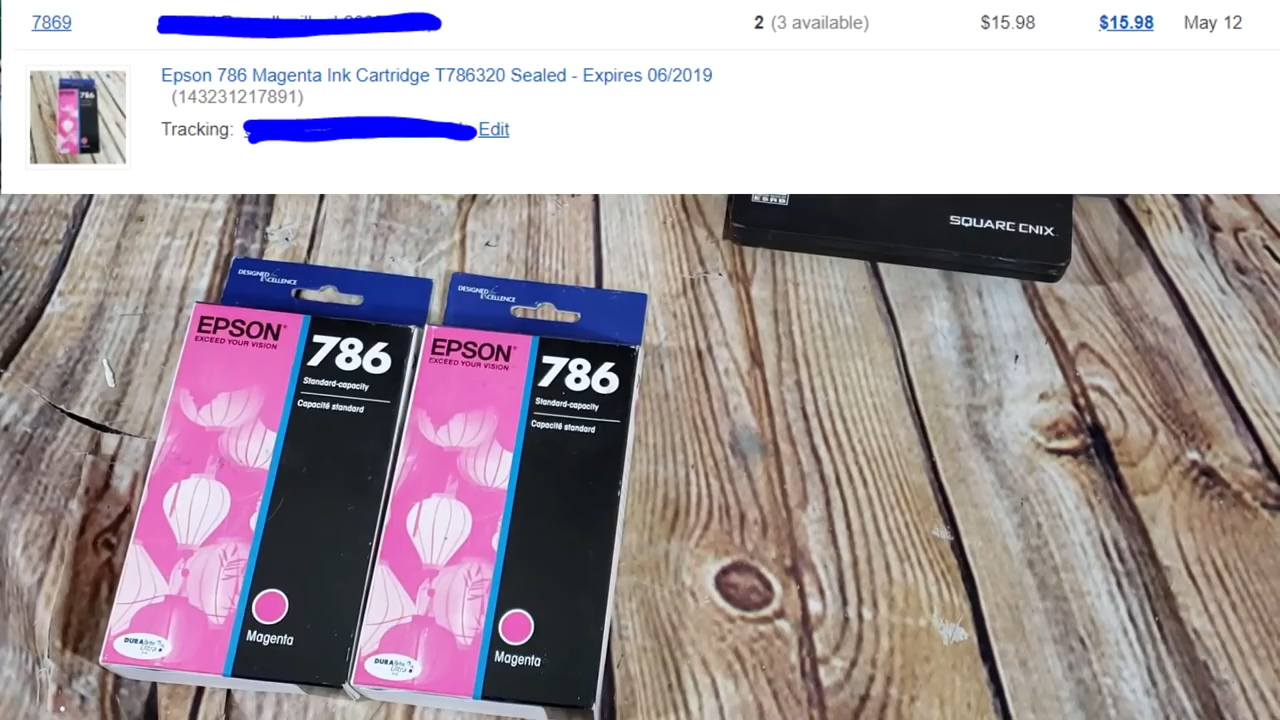 7869
2 (3 available)
$15.98
$15.98
May 12
Epson 786 Magenta Ink Cartridge T786320 Sealed - Expires 06/2019
(143231217891)
Tracking:
Edit
786
SQUARE ENIX
DESIGNED for
EXCELLENCE
EPSON
EXCEED YOUR VISION
786
Standard-capacity
Capacité standard
Magenta
DURABrite
Ultra
DESIGNED for
EXCELLENCE
EPSON
EXCEED YOUR VISION
786
Standard-capacity
Capacité standard
Magenta
DURABrite
Ultra